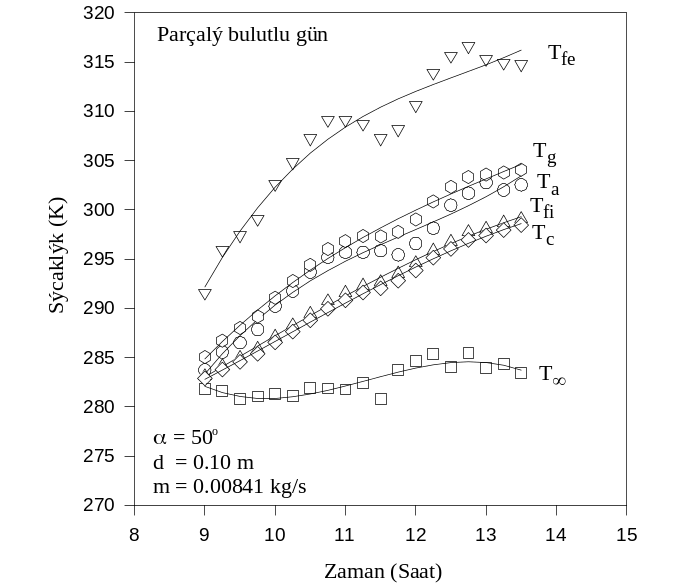 Parçalý bulutlu gün
320
315
310
305
300
295
290
285
280
275
270
Sýcaklýk (K)
T_fe
T_g
T_a
T_fi
T_c
T_∞
α = 50°
d = 0.10 m
m = 0.00841 kg/s
8 9 10 11 12 13 14 15
Zaman (Saat)